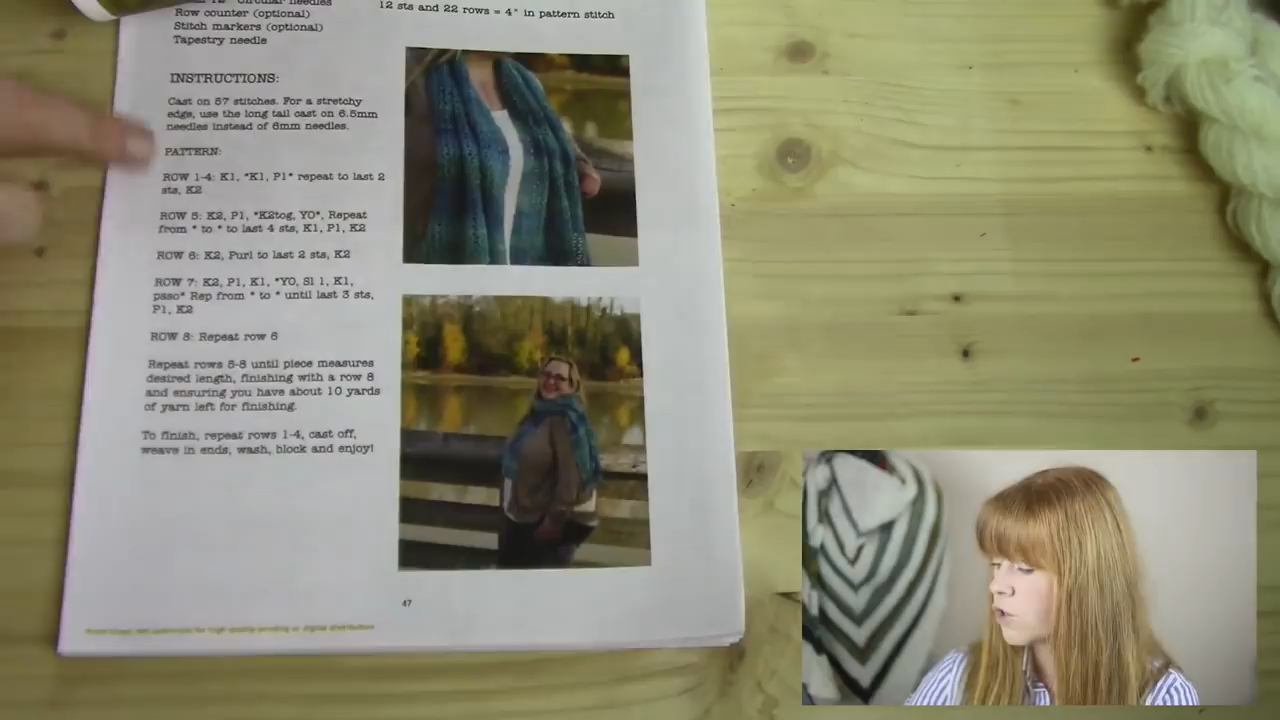 Circular needles
Row counter (optional)
Stitch markers (optional)
Tapestry needle
12 sts and 22 rows = 4" in pattern stitch
INSTRUCTIONS:
Cast on 57 stitches. For a stretchy
edge, use the long tail cast on 6.5mm
needles instead of 6mm needles.
PATTERN:
ROW 1-4: K1, *K1, P1* repeat to last 2
sts, K2
ROW 5: K2, P1, *K2tog, YO*, Repeat
from * to * to last 4 sts, K1, P1, K2
ROW 6: K2, Purl to last 2 sts, K2
ROW 7: K2, P1, K1, *YO, Sl 1, K1,
psso* Rep from * to * until last 3 sts,
P1, K2
ROW 8: Repeat row 6
Repeat rows 5-8 until piece measures
desired length, finishing with a row 8
and ensuring you have about 10 yards
of yarn left for finishing.
To finish, repeat rows 1-4, cast off,
weave in ends, wash, block and enjoy!
47